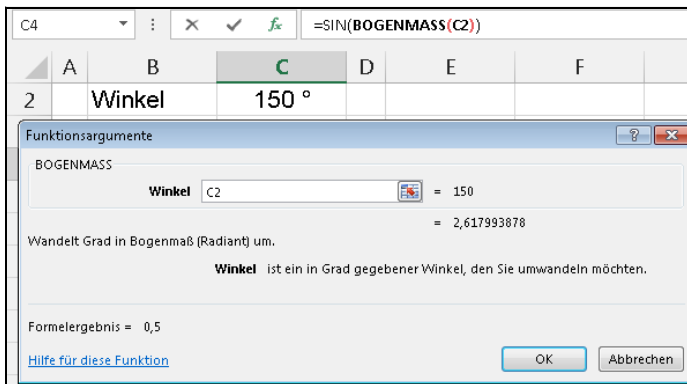 C4 fx =SIN(BOGENMASS(C2))
A B C D E F
2 Winkel 150 °
Funktionsargumente ?
BOGENMASS
Winkel C2 = 150
= 2,617993878
Wandelt Grad in Bogenmaß (Radiant) um.
Winkel ist ein in Grad gegebener Winkel, den Sie umwandeln möchten.
Formelergebnis = 0,5
Hilfe für diese Funktion OK Abbrechen